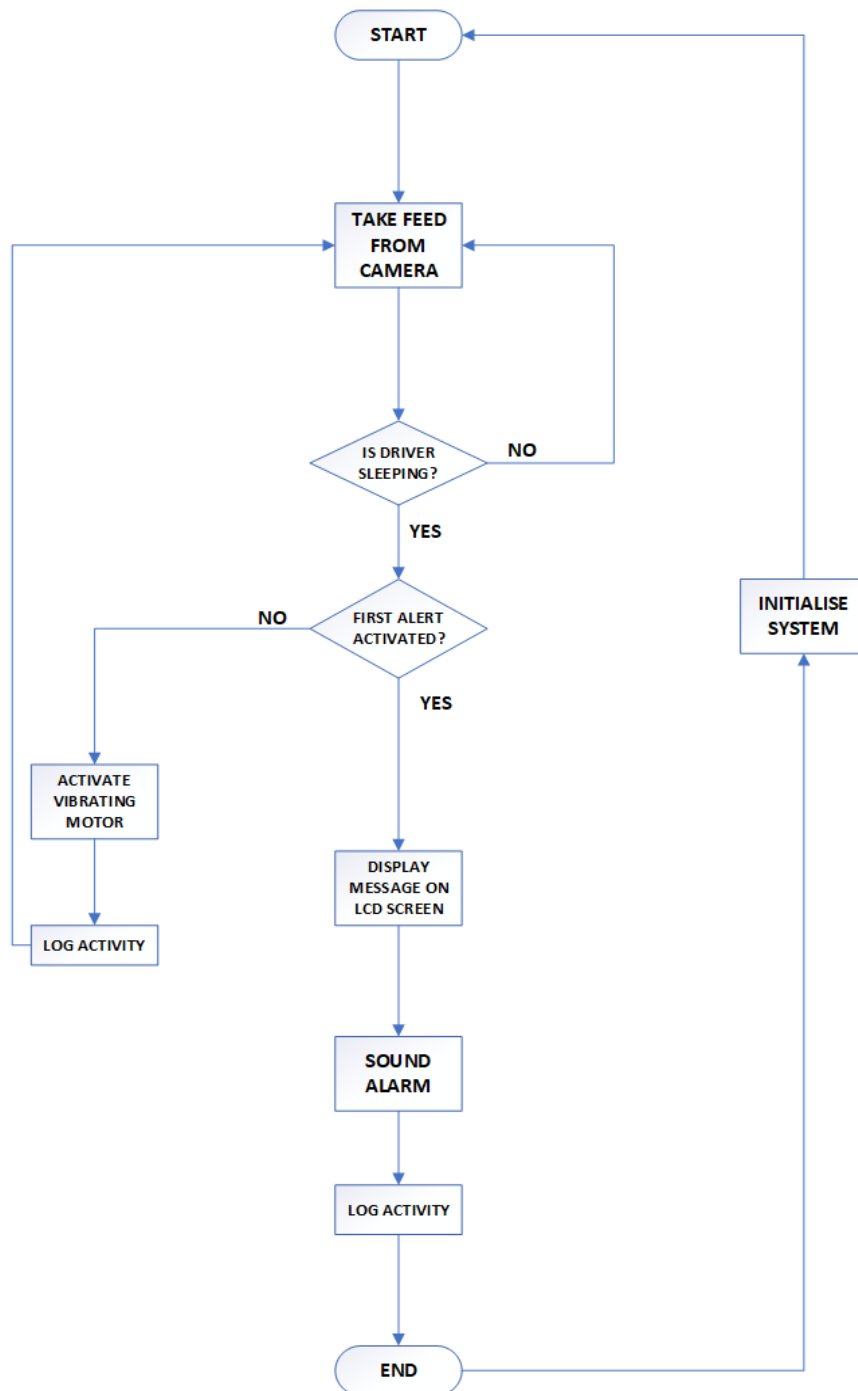 START
TAKE FEED
FROM
CAMERA
IS DRIVER
SLEEPING?
NO
YES
FIRST ALERT
ACTIVATED?
NO
YES
INITIALISE
SYSTEM
ACTIVATE
VIBRATING
MOTOR
LOG ACTIVITY
DISPLAY
MESSAGE ON
LCD SCREEN
SOUND
ALARM
LOG ACTIVITY
END